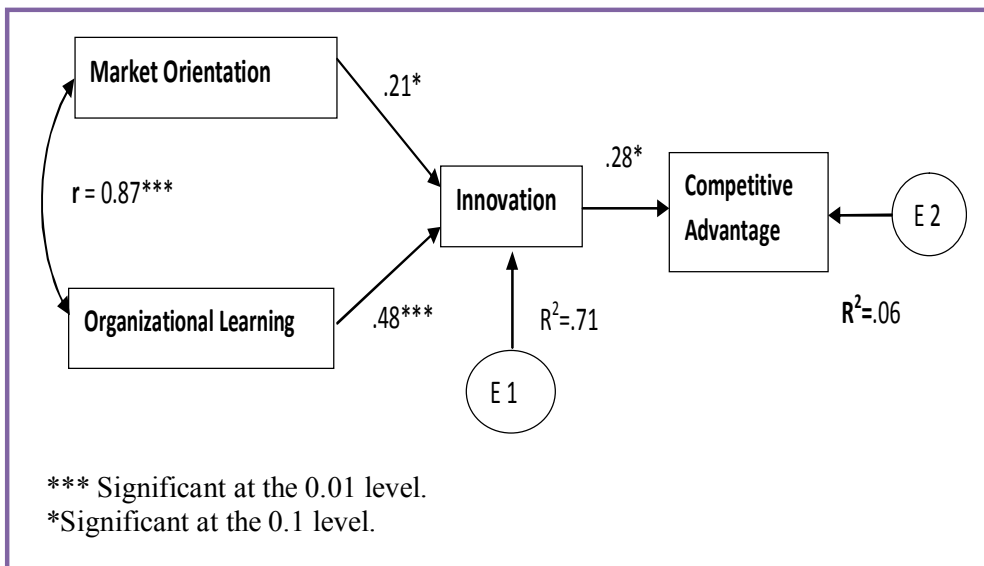 Market Orientation
.21*
r = 0.87***
Innovation
.28*
Competitive
Advantage
E 2
Organizational Learning
.48***
R²=.71
R²=.06
E 1
*** Significant at the 0.01 level.
*Significant at the 0.1 level.